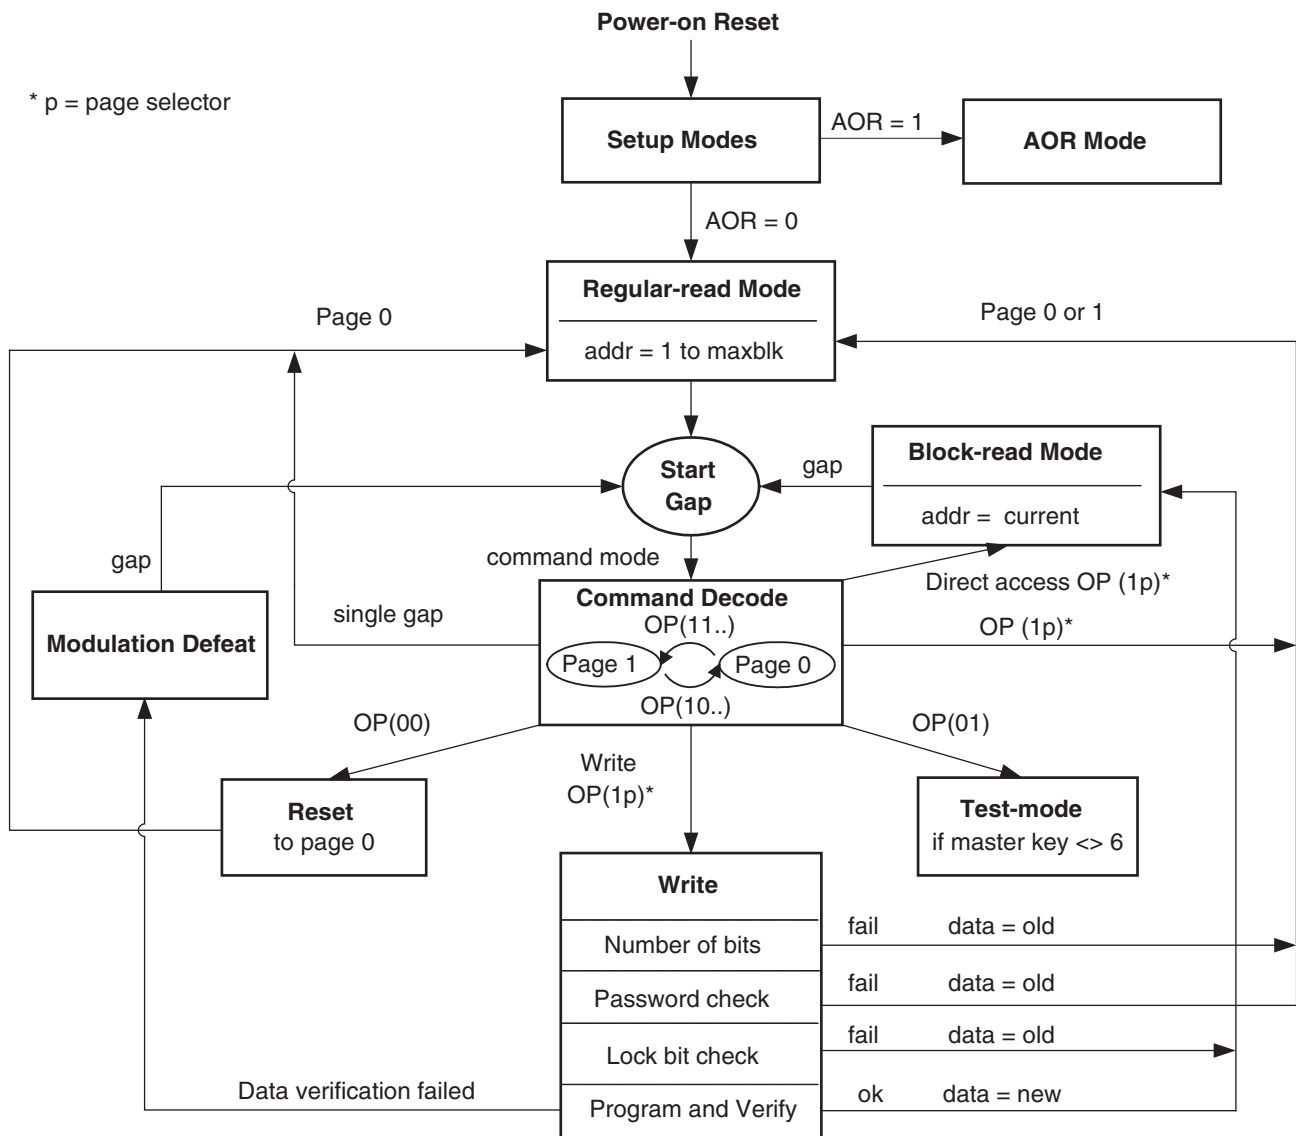 Power-on Reset
* p = page selector
Setup Modes
AOR = 1
AOR Mode
AOR = 0
Regular-read Mode
addr = 1 to maxblk
Page 0
Page 0 or 1
Start
Gap
gap
Block-read Mode
addr = current
gap
command mode
Direct access OP (1p)*
single gap
Command Decode
OP(11..)
Page 1
Page 0
OP(10..)
OP (1p)*
Modulation Defeat
OP(00)
Write
OP(1p)*
OP(01)
Reset
to page 0
Test-mode
if master key <> 6
Write
Number of bits
fail data = old
Password check
fail data = old
Lock bit check
fail data = old
Data verification failed
Program and Verify
ok data = new